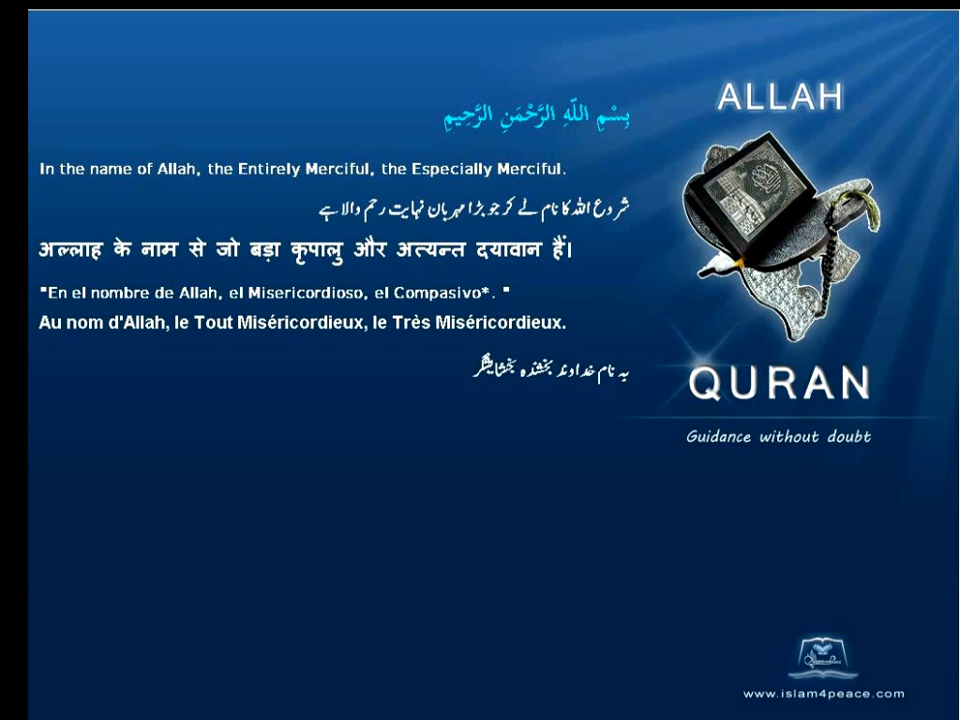 بِسْمِ اللّهِ الرَّحْمَنِ الرَّحِيمِ
In the name of Allah, the Entirely Merciful, the Especially Merciful.
شروع الله کا نام لے کر جو بڑا مہربان نہایت رحم والا ہے
अल्लाह के नाम से जो बड़ा कृपालु और अत्यन्त दयावान हैं।
"En el nombre de Allah, el Misericordioso, el Compasivo*. "
Au nom d'Allah, le Tout Miséricordieux, le Très Miséricordieux.
به نام خداوند بخشنده بخشایشگر
ALLAH
QURAN
Guidance without doubt
www.islam4peace.com